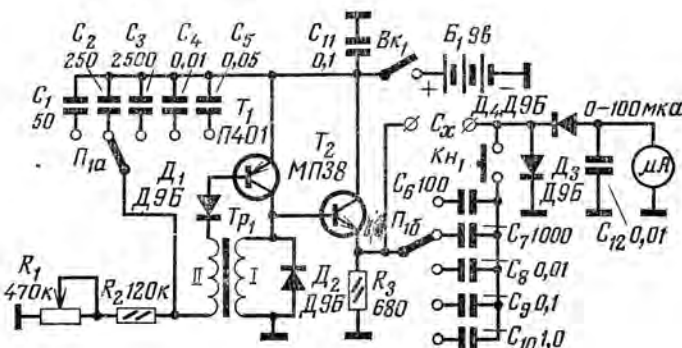 C₂ C₃ C₄ C₅
250 2500 0,01 0,05
C₁₁
0,1
Вк₁
Б₁ 9в
+ −
C₁
50
T₁
П401
П₁ₐ
Д₁
Д9Б
T₂
МП38
Тр₁
II I
Д₂
Д9Б
R₁
470к
R₂ 120к
R₃
680
Cₓ
Д₄ Д9Б
0–100 мка
Кн₁
Д₃
Д9Б
μA
C₁₂ 0,01
П₁б
C₆ 100
C₇ 1000
C₈ 0,01
C₉ 0,1
C₁₀ 1,0